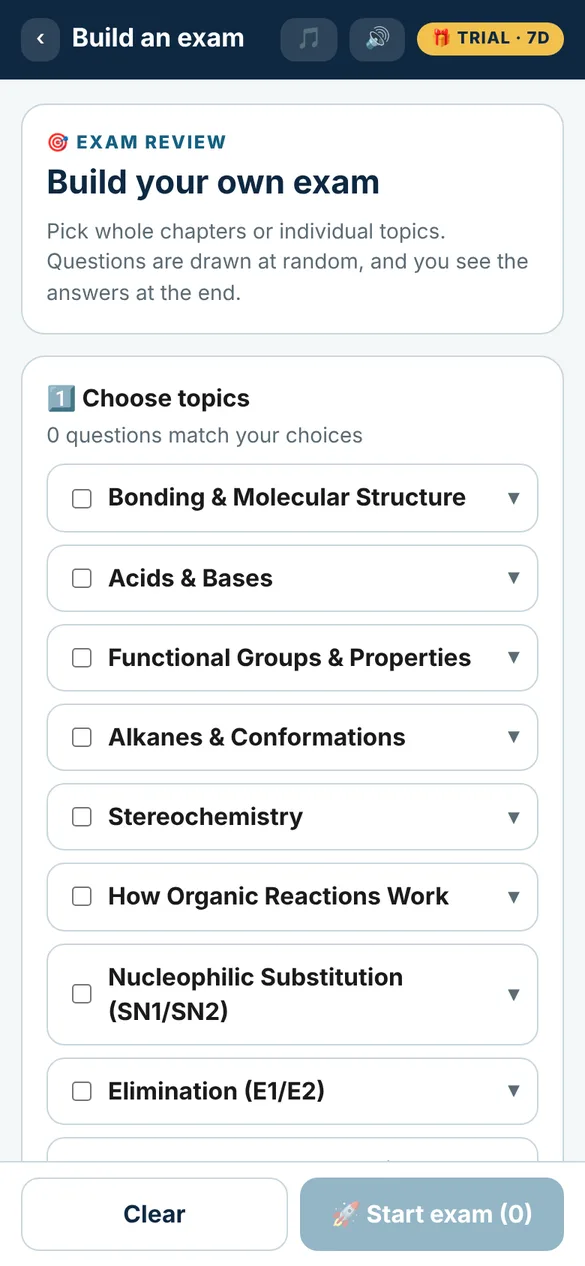 ‹ Build an exam 🎵 🔊 🎁 TRIAL · 7D
🎯 EXAM REVIEW
Build your own exam
Pick whole chapters or individual topics.
Questions are drawn at random, and you see the
answers at the end.
1️⃣ Choose topics
0 questions match your choices
Bonding & Molecular Structure ▼
Acids & Bases ▼
Functional Groups & Properties ▼
Alkanes & Conformations ▼
Stereochemistry ▼
How Organic Reactions Work ▼
Nucleophilic Substitution
(SN1/SN2) ▼
Elimination (E1/E2) ▼
Clear
🚀 Start exam (0)